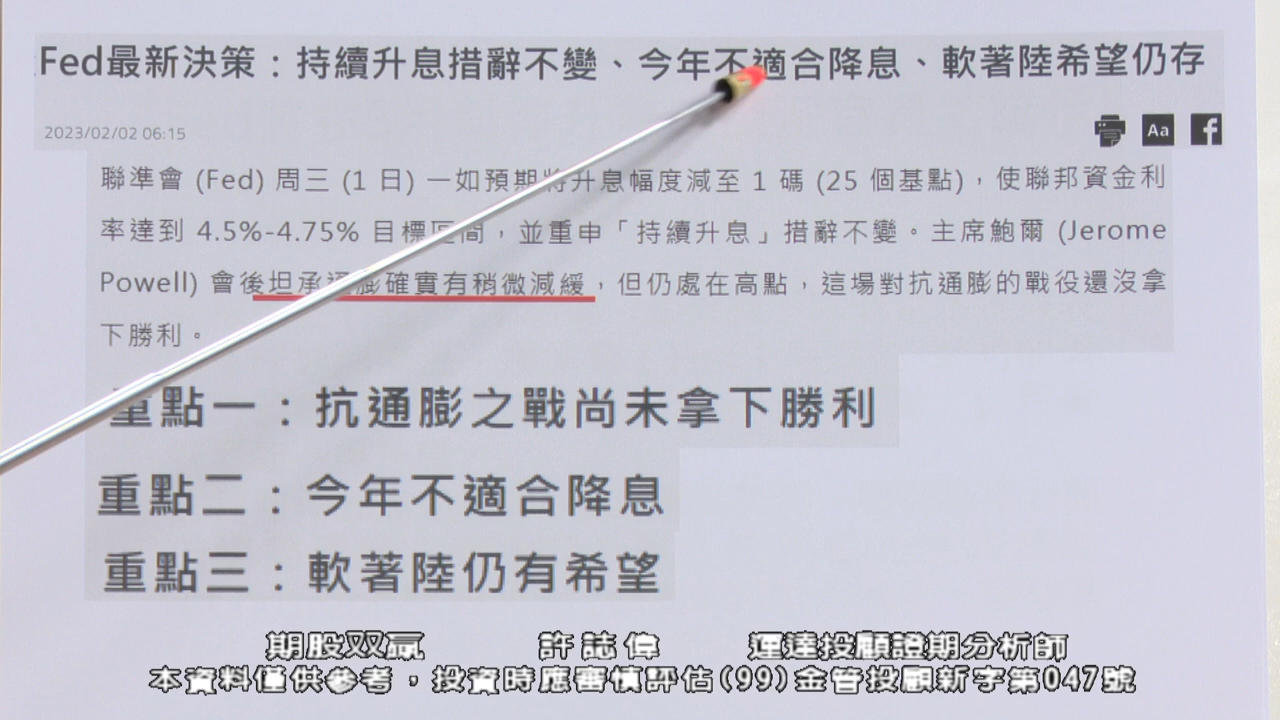 Fed最新決策：持續升息措辭不變、今年不適合降息、軟著陸希望仍存
2023/02/02 06:15
Aa
聯準會 (Fed) 周三 (1 日) 一如預期將升息幅度減至 1 碼 (25 個基點)，使聯邦資金利
率達到 4.5%-4.75% 目標區間，並重申「持續升息」措辭不變。主席鮑爾 (Jerome
Powell) 會後坦承通膨確實有稍微減緩，但仍處在高點，這場對抗通膨的戰役還沒拿
下勝利。
重點一：抗通膨之戰尚未拿下勝利
重點二：今年不適合降息
重點三：軟著陸仍有希望
期股双贏 許誌偉 運達投顧證期分析師
本資料僅供參考，投資時應審慎評估(99)金管投顧新字第047號